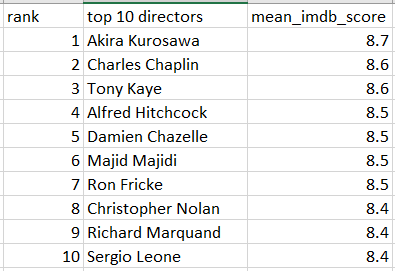 rank top 10 directors mean_imdb_score
1 Akira Kurosawa 8.7
2 Charles Chaplin 8.6
3 Tony Kaye 8.6
4 Alfred Hitchcock 8.5
5 Damien Chazelle 8.5
6 Majid Majidi 8.5
7 Ron Fricke 8.5
8 Christopher Nolan 8.4
9 Richard Marquand 8.4
10 Sergio Leone 8.4